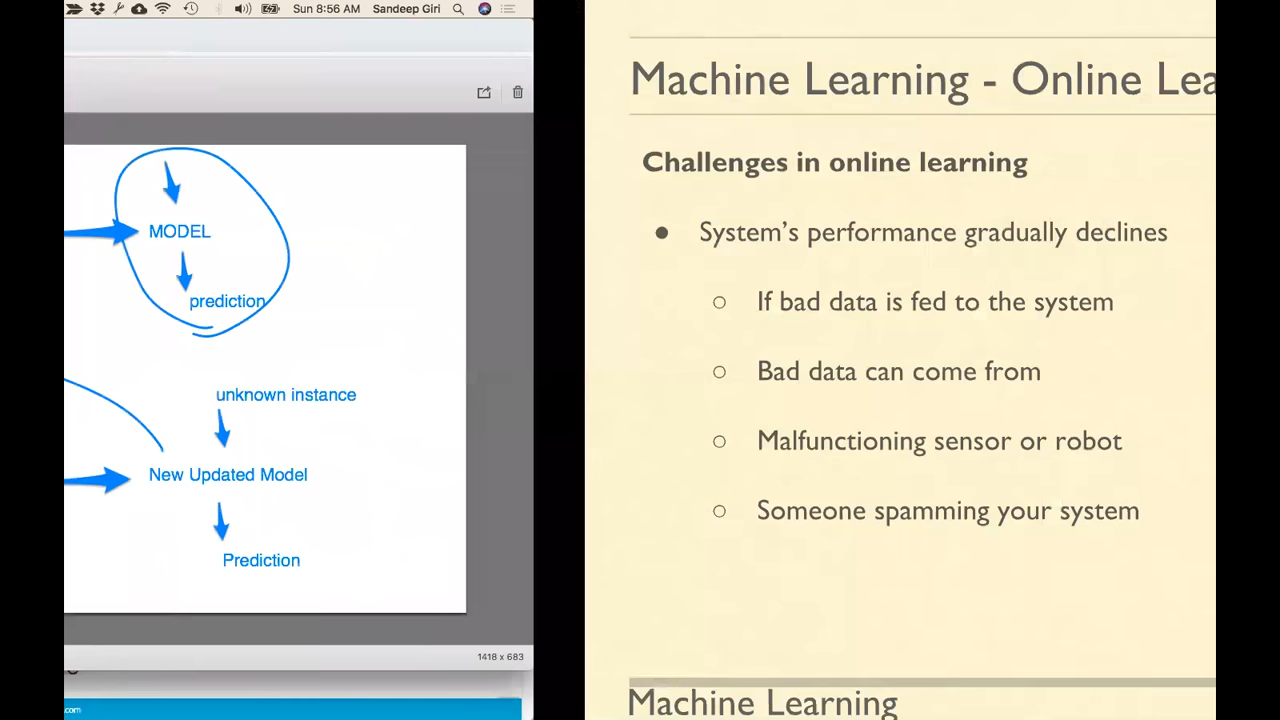 Sun 8:56 AM Sandeep Giri
MODEL
prediction
unknown instance
New Updated Model
Prediction
1418 x 683
.com
Machine Learning - Online Lea
Challenges in online learning
● System's performance gradually declines
○ If bad data is fed to the system
○ Bad data can come from
○ Malfunctioning sensor or robot
○ Someone spamming your system
Machine Learning